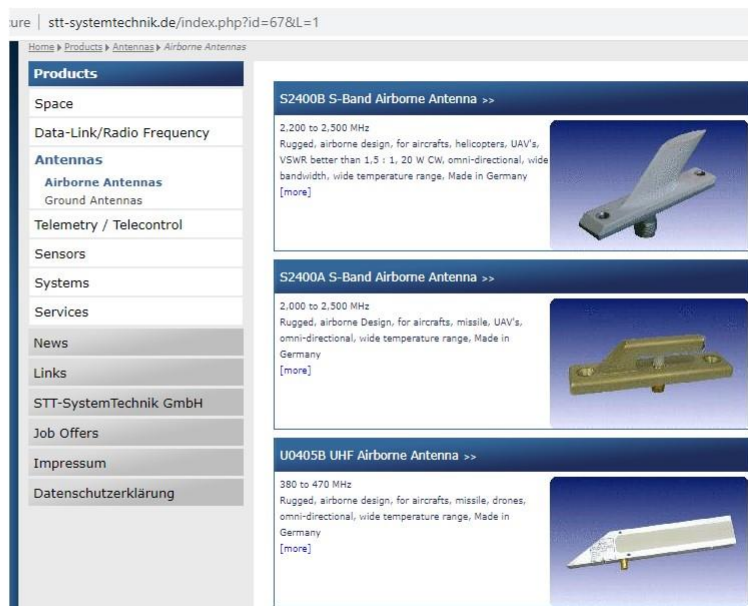 ure | stt-systemtechnik.de/index.php?id=67&L=1
Home ▸ Products ▸ Antennas ▸ Airborne Antennas
Products
Space
Data-Link/Radio Frequency
Antennas
Airborne Antennas
Ground Antennas
Telemetry / Telecontrol
Sensors
Systems
Services
News
Links
STT-SystemTechnik GmbH
Job Offers
Impressum
Datenschutzerklärung
S2400B S-Band Airborne Antenna >>
2.200 to 2,500 MHz
Rugged, airborne design, for aircrafts, helicopters, UAV's,
VSWR better than 1,5 : 1, 20 W CW, omni-directional, wide
bandwidth, wide temperature range, Made in Germany
[more]
S2400A S-Band Airborne Antenna >>
2,000 to 2,500 MHz
Rugged, airborne Design, for aircrafts, missile, UAV's,
omni-directional, wide temperature range, Made in
Germany
[more]
U0405B UHF Airborne Antenna >>
380 to 470 MHz
Rugged, airborne design, for aircrafts, missile, drones,
omni-directional, wide temperature range, Made in
Germany
[more]